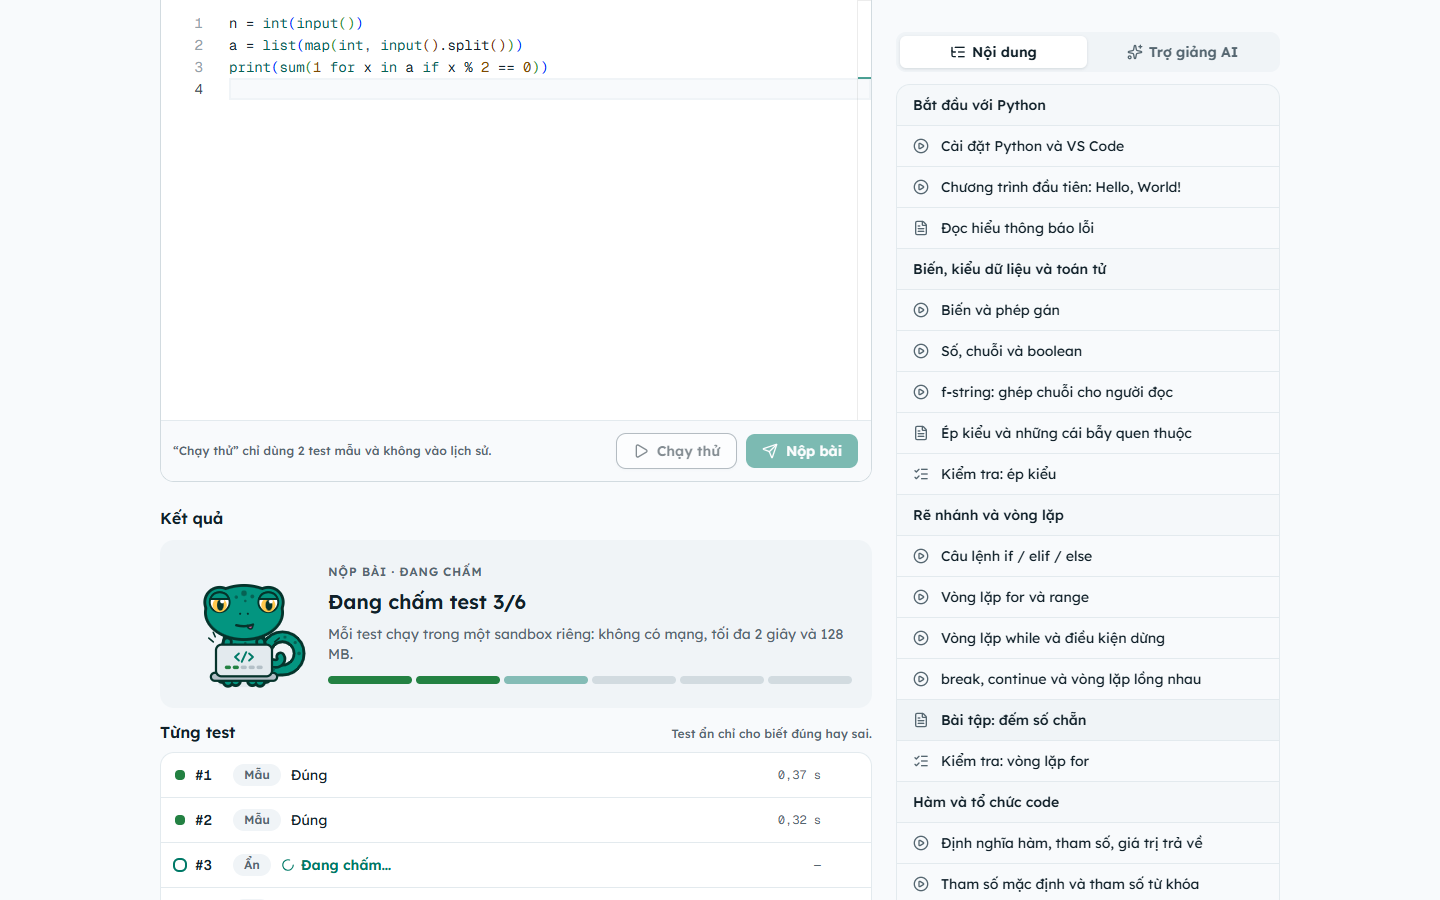 1 n = int(input())
2 a = list(map(int, input().split()))
3 print(sum(1 for x in a if x % 2 == 0))
4
“Chạy thử” chỉ dùng 2 test mẫu và không vào lịch sử.
Chạy thử
Nộp bài
Kết quả
NỘP BÀI · ĐANG CHẤM
Đang chấm test 3/6
Mỗi test chạy trong một sandbox riêng: không có mạng, tối đa 2 giây và 128
MB.
</>
Từng test
Test ẩn chỉ cho biết đúng hay sai.
#1 Mẫu Đúng 0,37 s
#2 Mẫu Đúng 0,32 s
#3 Ẩn Đang chấm... –
Nội dung
Trợ giảng AI
Bắt đầu với Python
Cài đặt Python và VS Code
Chương trình đầu tiên: Hello, World!
Đọc hiểu thông báo lỗi
Biến, kiểu dữ liệu và toán tử
Biến và phép gán
Số, chuỗi và boolean
f-string: ghép chuỗi cho người đọc
Ép kiểu và những cái bẫy quen thuộc
Kiểm tra: ép kiểu
Rẽ nhánh và vòng lặp
Câu lệnh if / elif / else
Vòng lặp for và range
Vòng lặp while và điều kiện dừng
break, continue và vòng lặp lồng nhau
Bài tập: đếm số chẵn
Kiểm tra: vòng lặp for
Hàm và tổ chức code
Định nghĩa hàm, tham số, giá trị trả về
Tham số mặc định và tham số từ khóa